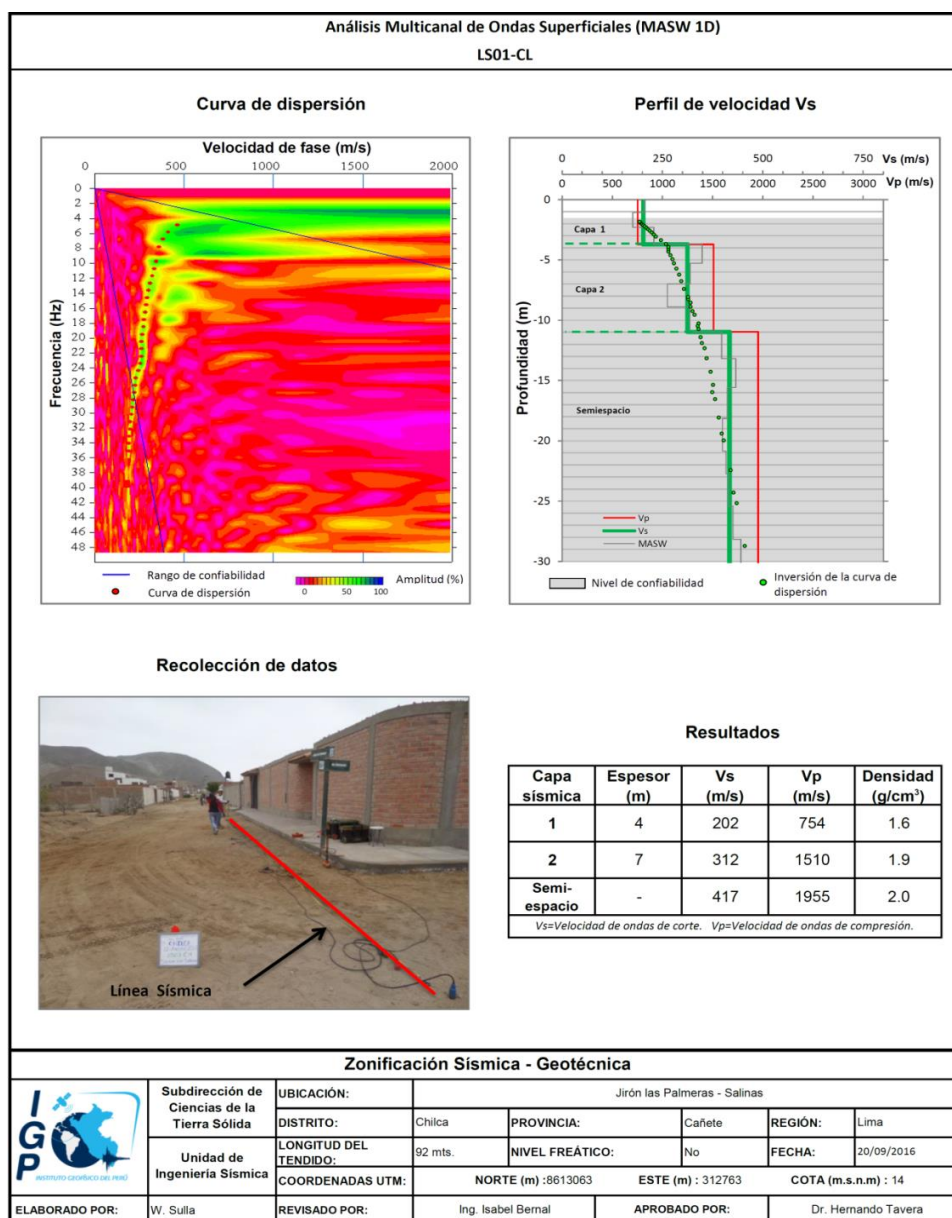 Análisis Multicanal de Ondas Superficiales (MASW 1D)
LS01-CL
Curva de dispersión
Velocidad de fase (m/s)
0 500 1000 1500 2000
Frecuencia (Hz)
0
2
4
6
8
10
12
14
16
18
20
22
24
26
28
30
32
34
36
38
40
42
44
46
48
Rango de confiabilidad
Curva de dispersión
0 50 100
Amplitud (%)
Perfil de velocidad Vs
0 250 500 750 Vs (m/s)
0 500 1000 1500 2000 2500 3000 Vp (m/s)
Profundidad (m)
0
-5
-10
-15
-20
-25
-30
Capa 1
Capa 2
Semiespacio
Vp
Vs
MASW
Nivel de confiabilidad
Inversión de la curva de
dispersión
Recolección de datos
Línea Sísmica
Resultados
Capa sísmica Espesor (m) Vs (m/s) Vp (m/s) Densidad (g/cm³)
1 4 202 754 1.6
2 7 312 1510 1.9
Semi-espacio - 417 1955 2.0
Vs=Velocidad de ondas de corte. Vp=Velocidad de ondas de compresión.
Zonificación Sísmica - Geotécnica
IGP
INSTITUTO GEOFÍSICO DEL PERÚ
Subdirección de
Ciencias de la
Tierra Sólida
Unidad de
Ingeniería Sísmica
UBICACIÓN: Jirón las Palmeras - Salinas
DISTRITO: Chilca PROVINCIA: Cañete REGIÓN: Lima
LONGITUD DEL
TENDIDO: 92 mts. NIVEL FREÁTICO: No FECHA: 20/09/2016
COORDENADAS UTM: NORTE (m) :8613063 ESTE (m) : 312763 COTA (m.s.n.m) : 14
ELABORADO POR: W. Sulla REVISADO POR: Ing. Isabel Bernal APROBADO POR: Dr. Hernando Tavera